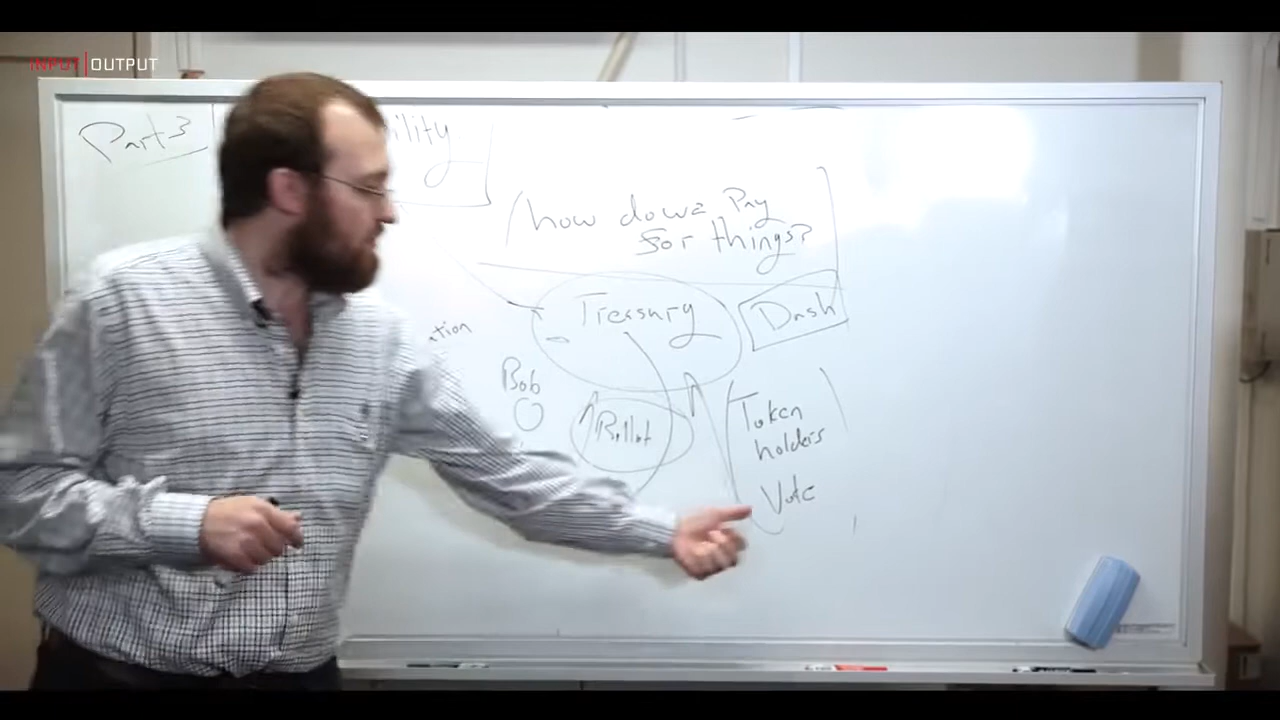 INPUT|OUTPUT
Part 3
ility
how do we Pay
for things?
Treasury
Dash
ation
Bob
Ballot
Token
holders
Vote